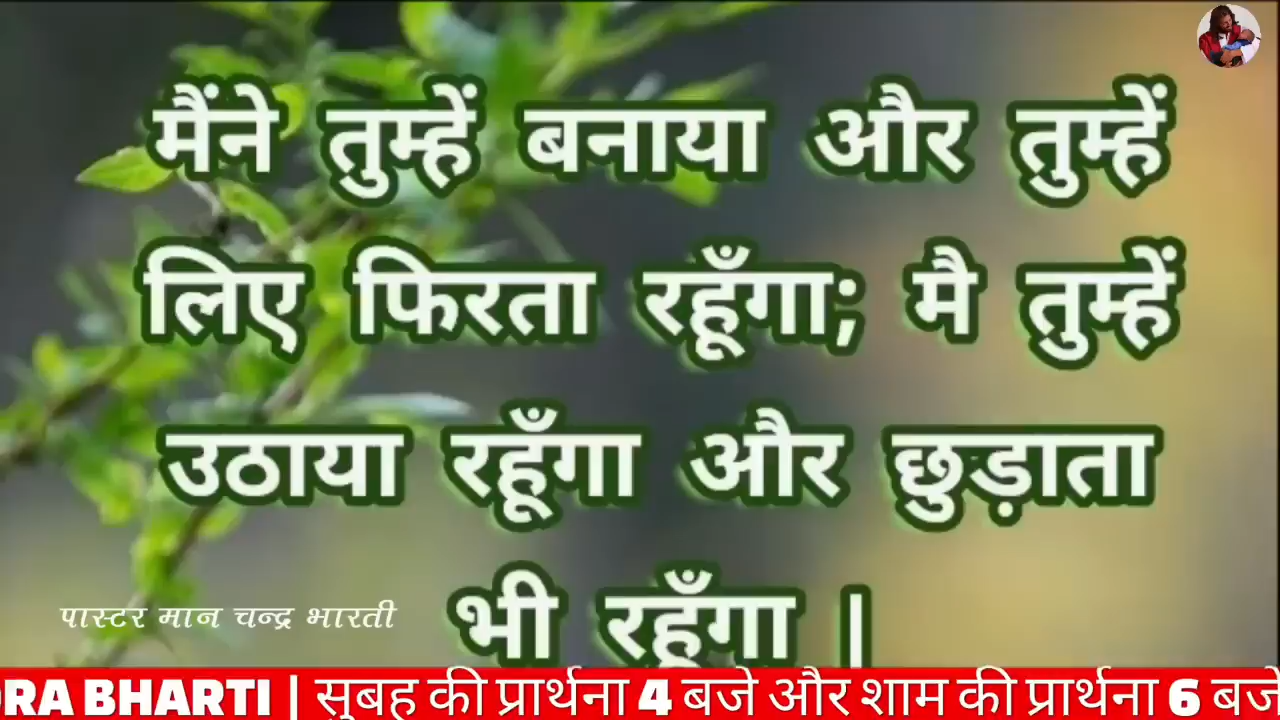 मैंने तुम्हें बनाया और तुम्हें
लिए फिरता रहूँगा; मै तुम्हें
उठाया रहूँगा और छुड़ाता
भी रहूँगा |
पास्टर मान चन्द्र भारती
DRA BHARTI | सुबह की प्रार्थना 4 बजे और शाम की प्रार्थना 6 बजे